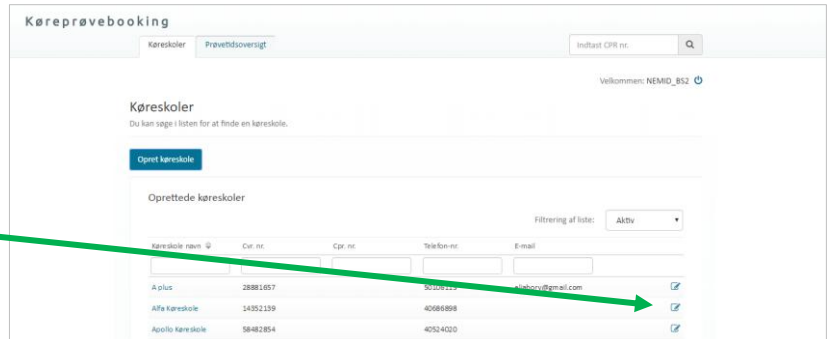 Køreprøvebooking
Køreskoler Prøvetidsoversigt Indtast CPR nr.
Velkommen: NEMID_BS2
Køreskoler
Du kan søge i listen for at finde en køreskole.
Opret køreskole
Oprettede køreskoler
Filtrering af liste: Aktiv
Køreskole navn Cvr. nr. Cpr. nr. Telefon-nr. E-mail
A plus 28881657
Alfa Køreskole 14352139 40686898
Apollo Køreskole 58482854 40524020